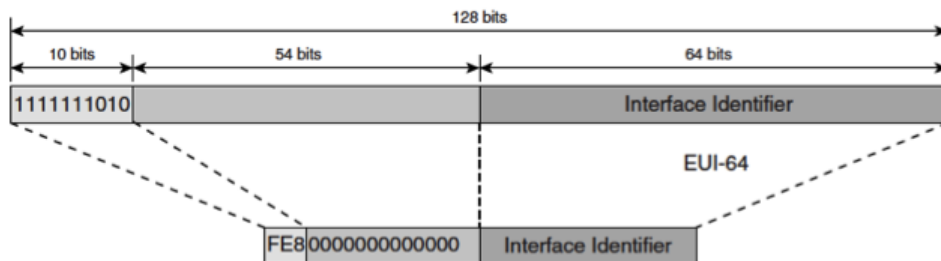 128 bits
10 bits 54 bits 64 bits
1111111010 Interface Identifier
EUI-64
FE8 0000000000000 Interface Identifier